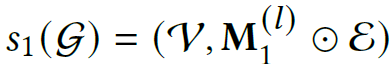 s₁(𝒢) = (𝒱, 𝐌₁⁽ˡ⁾ ⊙ ℰ)